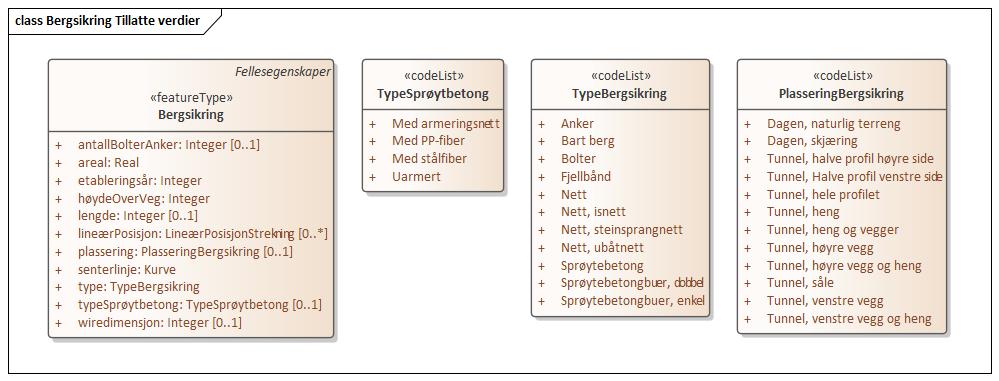 class Bergsikring Tillatte verdier
Fellesegenskaper
«featureType»
Bergsikring
+ antallBolterAnker: Integer [0..1]
+ areal: Real
+ etableringsår: Integer
+ høydeOverVeg: Integer
+ lengde: Integer [0..1]
+ lineærPosisjon: LineærPosisjonStrekning [0..*]
+ plassering: PlasseringBergsikring [0..1]
+ senterlinje: Kurve
+ type: TypeBergsikring
+ typeSprøytbetong: TypeSprøytbetong [0..1]
+ wiredimensjon: Integer [0..1]
«codeList»
TypeSprøytbetong
+ Med armeringsnett
+ Med PP-fiber
+ Med stålfiber
+ Uarmert
«codeList»
TypeBergsikring
+ Anker
+ Bart berg
+ Bolter
+ Fjellbånd
+ Nett
+ Nett, isnett
+ Nett, steinsprangnett
+ Nett, ubåtnett
+ Sprøytebetong
+ Sprøytebetongbuer, dobbel
+ Sprøytebetongbuer, enkel
«codeList»
PlasseringBergsikring
+ Dagen, naturlig terreng
+ Dagen, skjæring
+ Tunnel, halve profil høyre side
+ Tunnel, Halve profil venstre side
+ Tunnel, hele profilet
+ Tunnel, heng
+ Tunnel, heng og vegger
+ Tunnel, høyre vegg
+ Tunnel, høyre vegg og heng
+ Tunnel, såle
+ Tunnel, venstre vegg
+ Tunnel, venstre vegg og heng